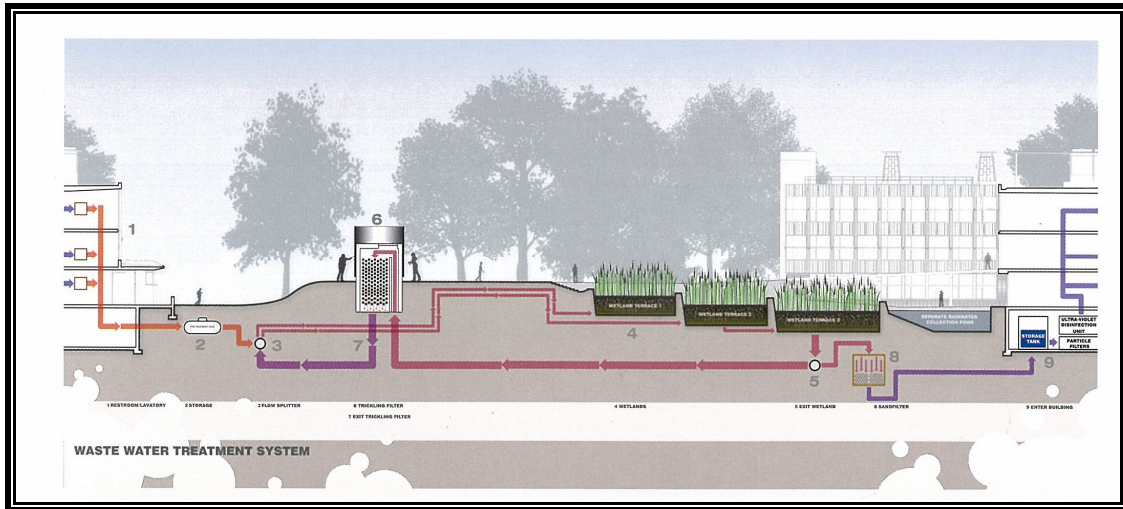 6
1
WETLAND TERRACE 1
WETLAND TERRACE 2
WETLAND TERRACE 3
SEPARATE RAINWATER
COLLECTION POND
2
3
7
4
5
8
9
STORAGE
TANK
ULTRA-VIOLET
DISINFECTION
UNIT
PARTICLE
FILTERS
1 RESTROOM/LAVATORY
2 STORAGE
3 FLOW SPLITTER
6 TRICKLING FILTER
7 EXIT TRICKLING FILTER
4 WETLANDS
5 EXIT WETLAND
8 SANDFILTER
9 ENTER BUILDING
WASTE WATER TREATMENT SYSTEM